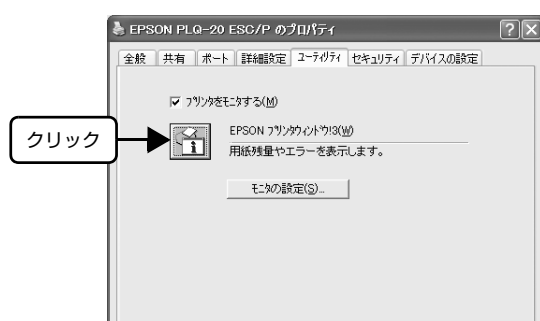 EPSON PLQ-20 ESC/P のプロパティ
全般 共有 ポート 詳細設定 ユーティリティ セキュリティ デバイスの設定
プリンタをモニタする(M)
クリック
EPSON プリンタウィンドウ!3(W)
用紙残量やエラーを表示します。
モニタの設定(S)...